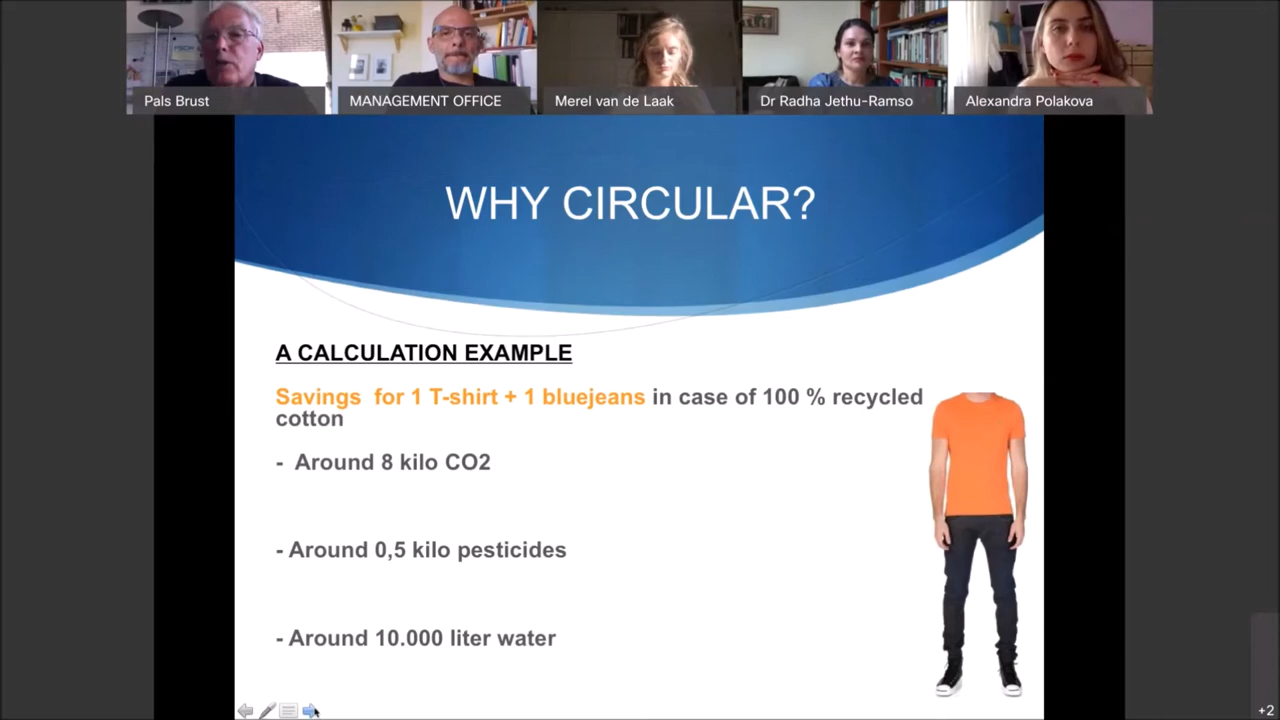 Pals Brust
MANAGEMENT OFFICE
Merel van de Laak
Dr Radha Jethu-Ramso
Alexandra Polakova
WHY CIRCULAR?
A CALCULATION EXAMPLE
Savings for 1 T-shirt + 1 bluejeans in case of 100 % recycled
cotton
- Around 8 kilo CO2
- Around 0,5 kilo pesticides
- Around 10.000 liter water
+2